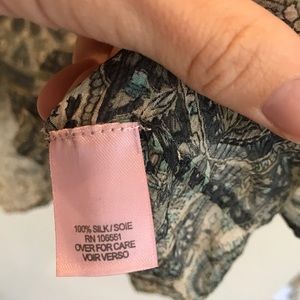 100% SILK / SOIE
RN 106551
OVER FOR CARE
VOIR VERSO